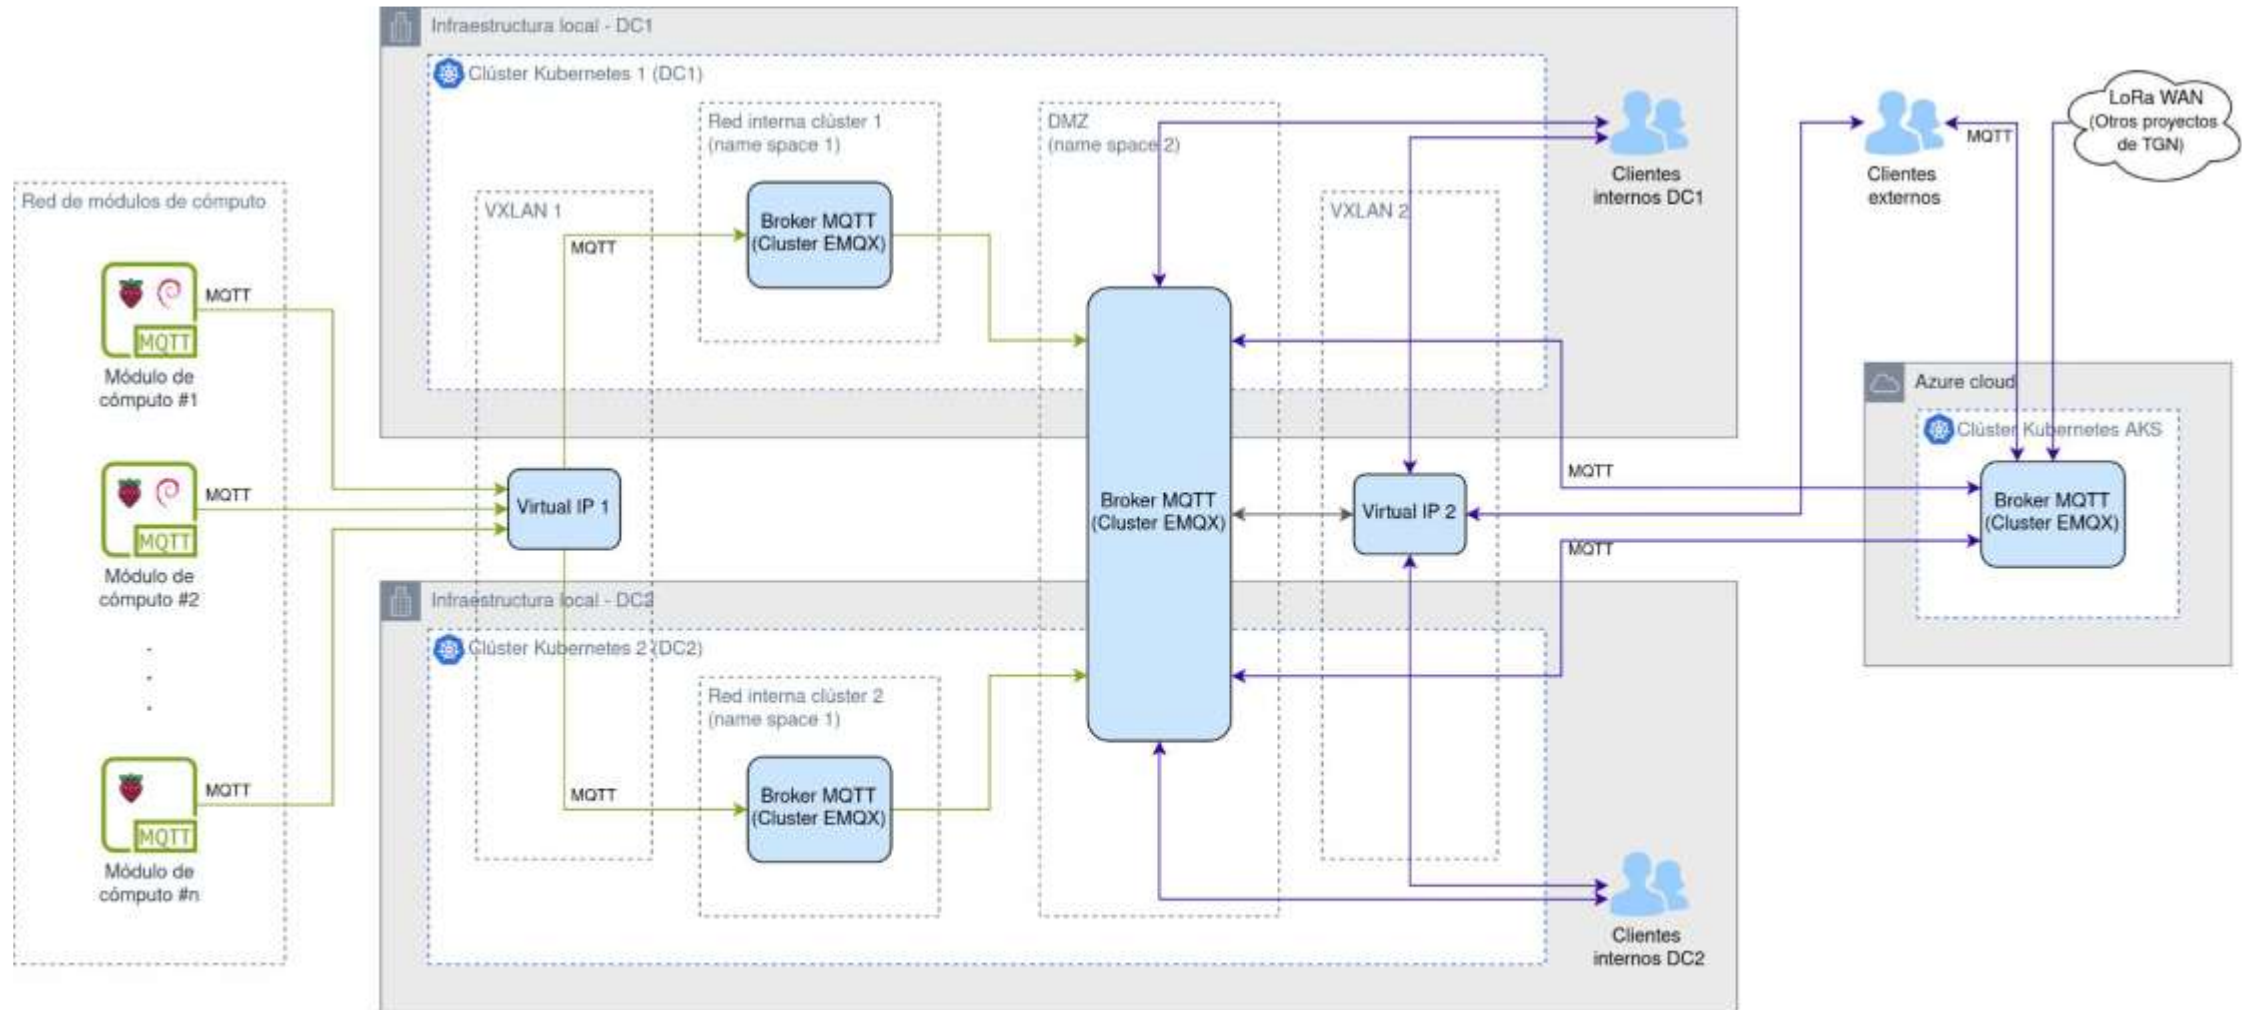 Infraestructura local - DC1
Clúster Kubernetes 1 (DC1)
Red interna clúster 1
(name space 1)
DMZ
(name space 2)
Clientes
internos DC1
MQTT
Clientes
externos
LoRa WAN
(Otros proyectos
de TGN)
Red de módulos de cómputo
VXLAN 1
MQTT
Broker MQTT
(Cluster EMQX)
VXLAN 2
MQTT
MQTT
Módulo de
cómputo #1
Azure cloud
Clúster Kubernetes AKS
MQTT
MQTT
Módulo de
cómputo #2
Virtual IP 1
Broker MQTT
(Cluster EMQX)
Virtual IP 2
MQTT
MQTT
Broker MQTT
(Cluster EMQX)
Infraestructura local - DC2
Clúster Kubernetes 2 (DC2)
Red interna clúster 2
(name space 1)
MQTT
Broker MQTT
(Cluster EMQX)
MQTT
MQTT
Módulo de
cómputo #n
Clientes
internos DC2